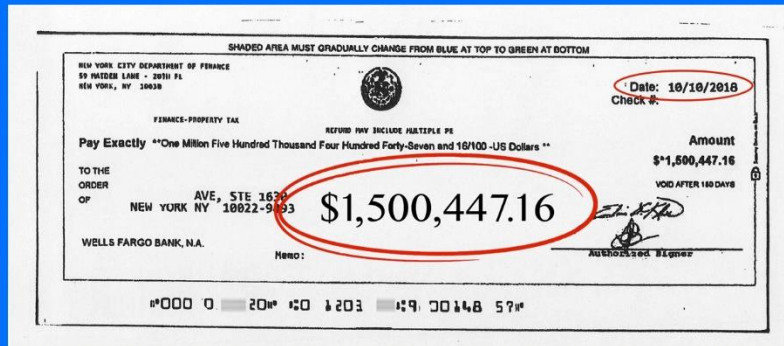 SHADED AREA MUST GRADUALLY CHANGE FROM BLUE AT TOP TO GREEN AT BOTTOM
NEW YORK CITY DEPARTMENT OF FINANCE
59 MAIDEN LANE - 20TH FL
NEW YORK, NY 10038
Date: 10/10/2018
Check #:
FINANCE-PROPERTY TAX
REFUND MAY INCLUDE MULTIPLE PE
Pay Exactly **One Million Five Hundred Thousand Four Hundred Forty-Seven and 16/100 -US Dollars **
Amount
$*1,500,447.16
TO THE
ORDER
OF
VOID AFTER 180 DAYS
AVE, STE
NEW YORK NY
$1,500,447.16
WELLS FARGO BANK, N.A.
Memo:
Authorized Signer